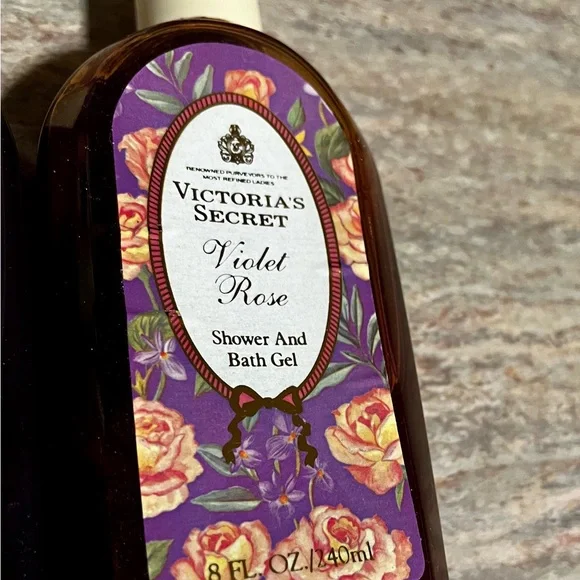 RENOWNED PURVEYORS TO THE
MOST REFINED LADIES
VICTORIA'S
SECRET
Violet
Rose
Shower And
Bath Gel
8 FL. OZ./240ml